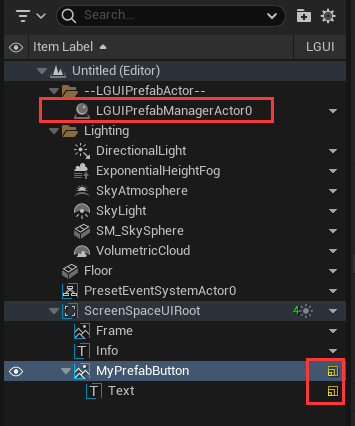 Search...
Item Label
LGUI
Untitled (Editor)
--LGUIPrefabActor--
LGUIPrefabManagerActor0
Lighting
DirectionalLight
ExponentialHeightFog
SkyAtmosphere
SkyLight
SM_SkySphere
VolumetricCloud
Floor
PresetEventSystemActor0
ScreenSpaceUIRoot 4
Frame
T Info
MyPrefabButton
T Text